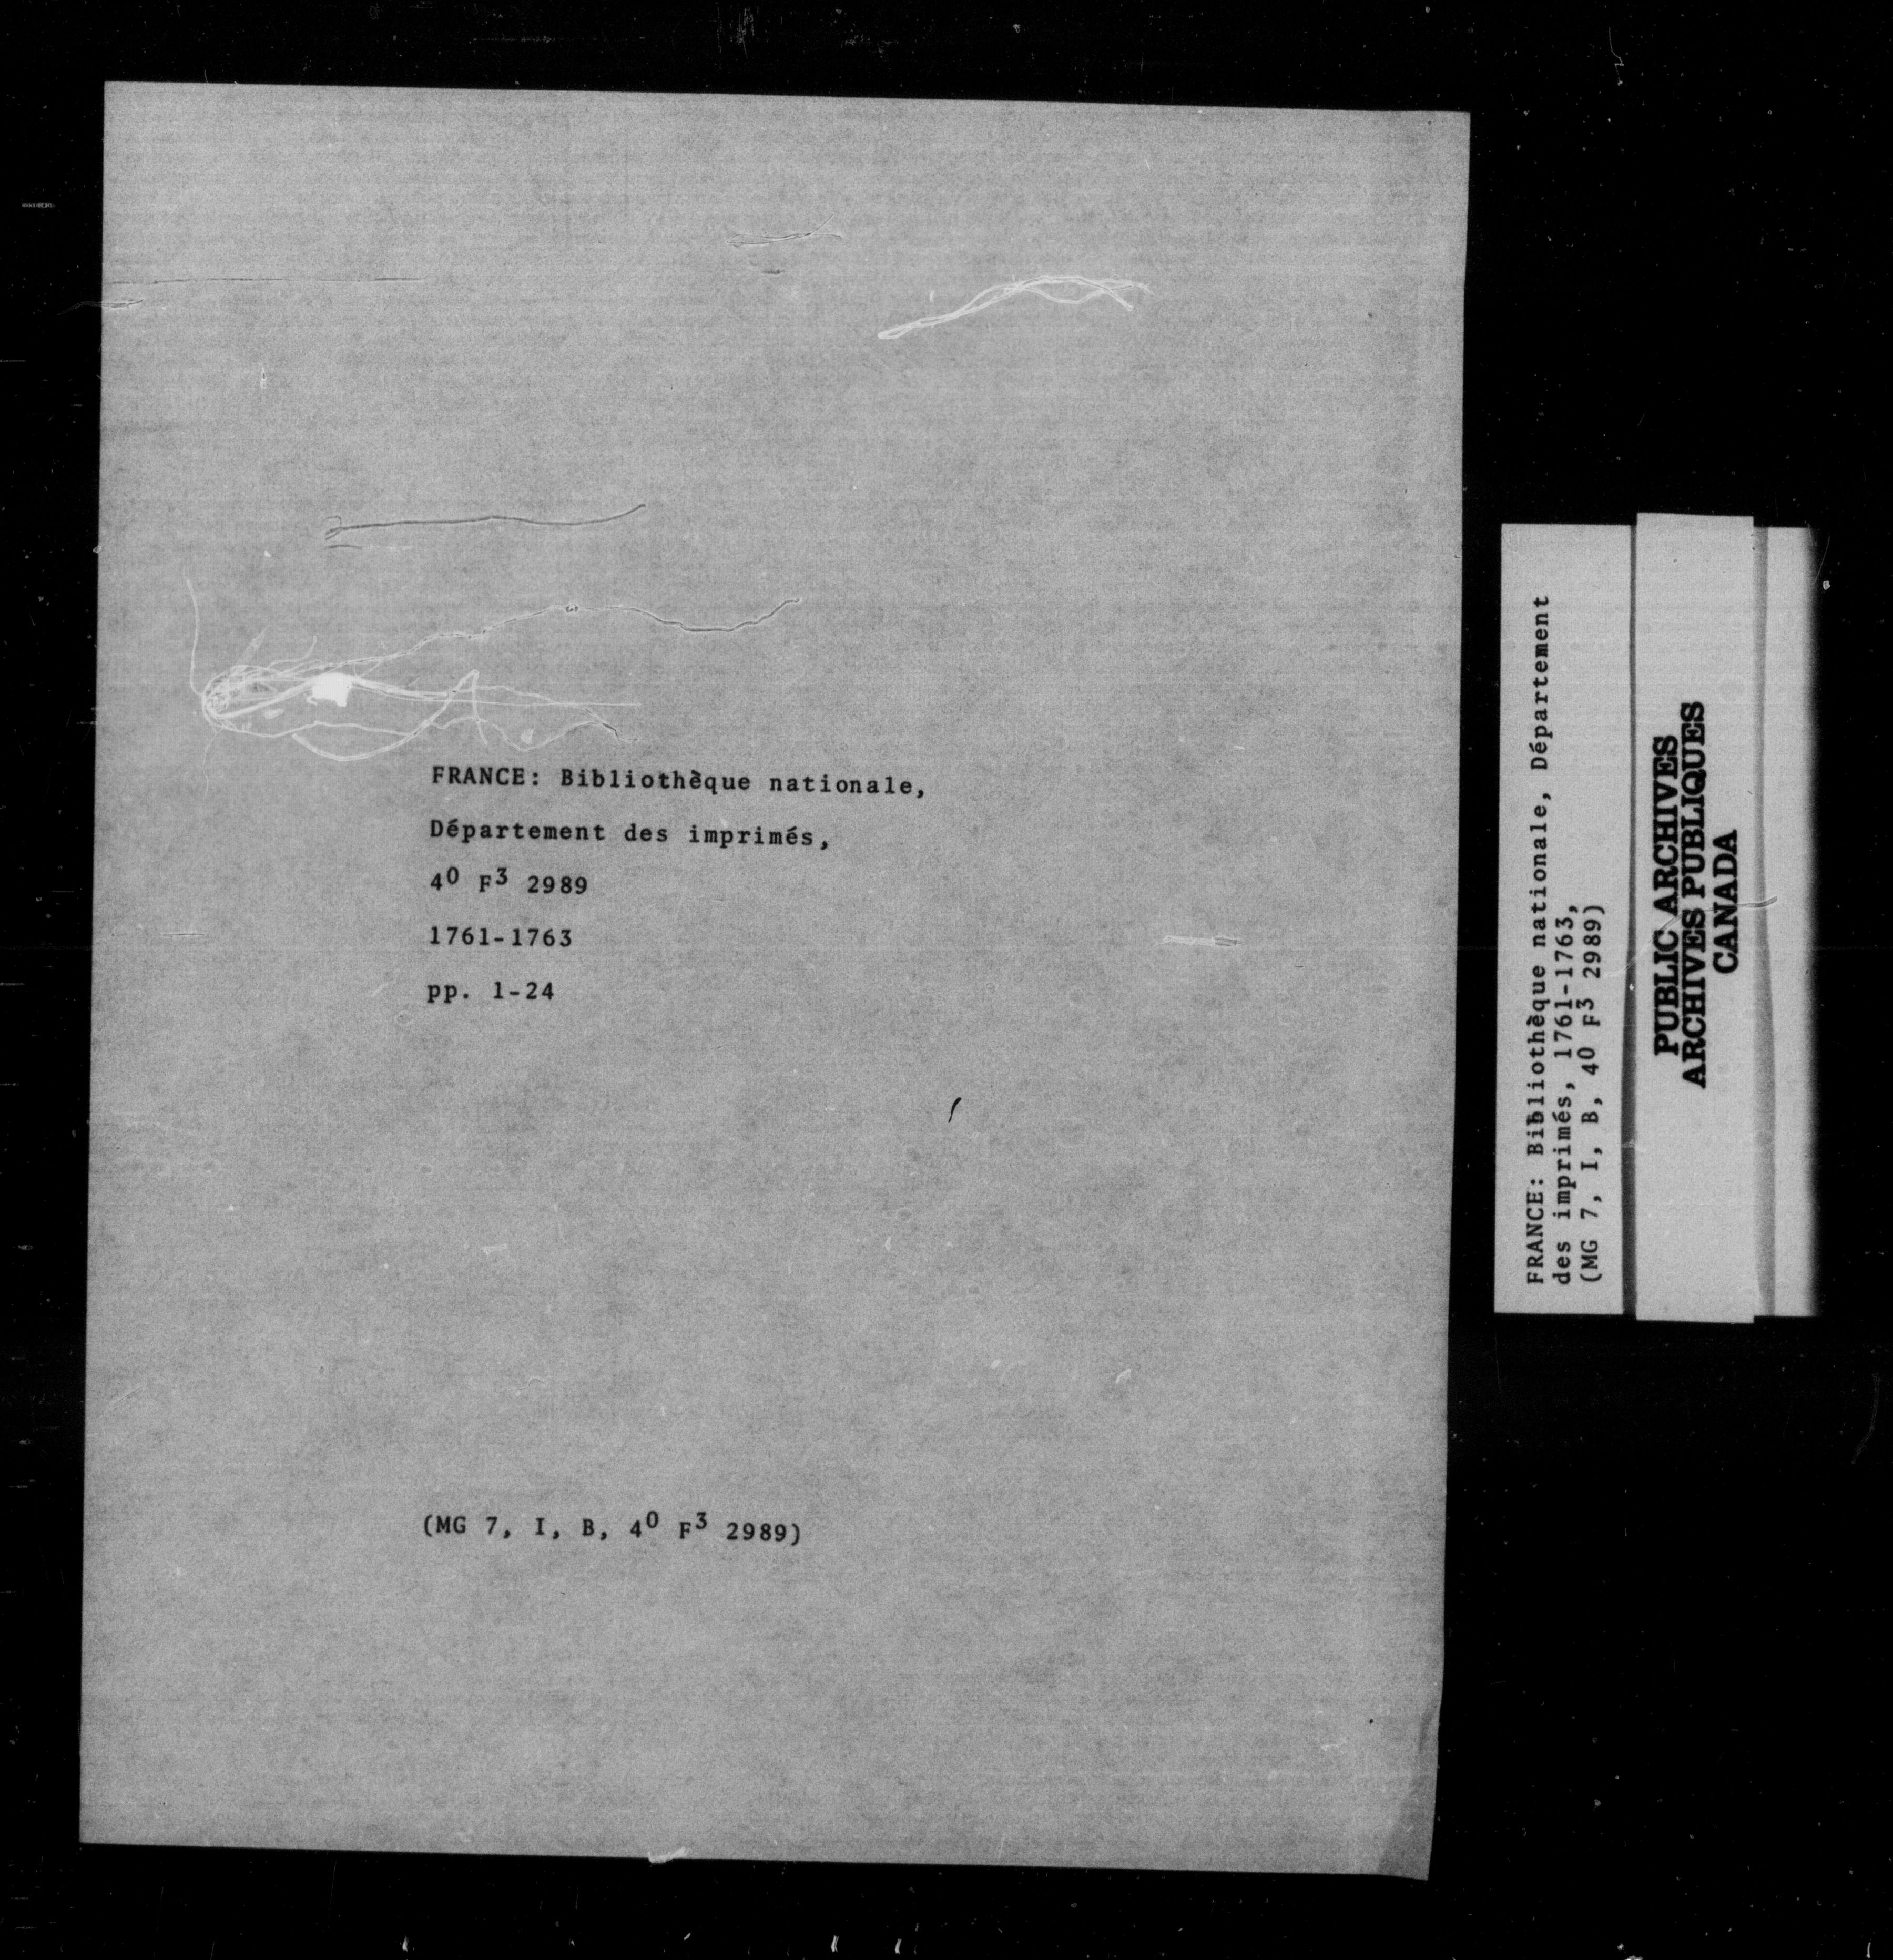 FRANCE: Bibliothèque nationale,
Département des imprimés,
4⁰ F³ 2989
1761-1763
pp. 1-24
(MG 7, I, B, 4⁰ F³ 2989)
FRANCE: Bibliothèque nationale, Département
des imprimés, 1761-1763,
(MG 7, I, B, 40 F³ 2989)
PUBLIC ARCHIVES
ARCHIVES PUBLIQUES
CANADA